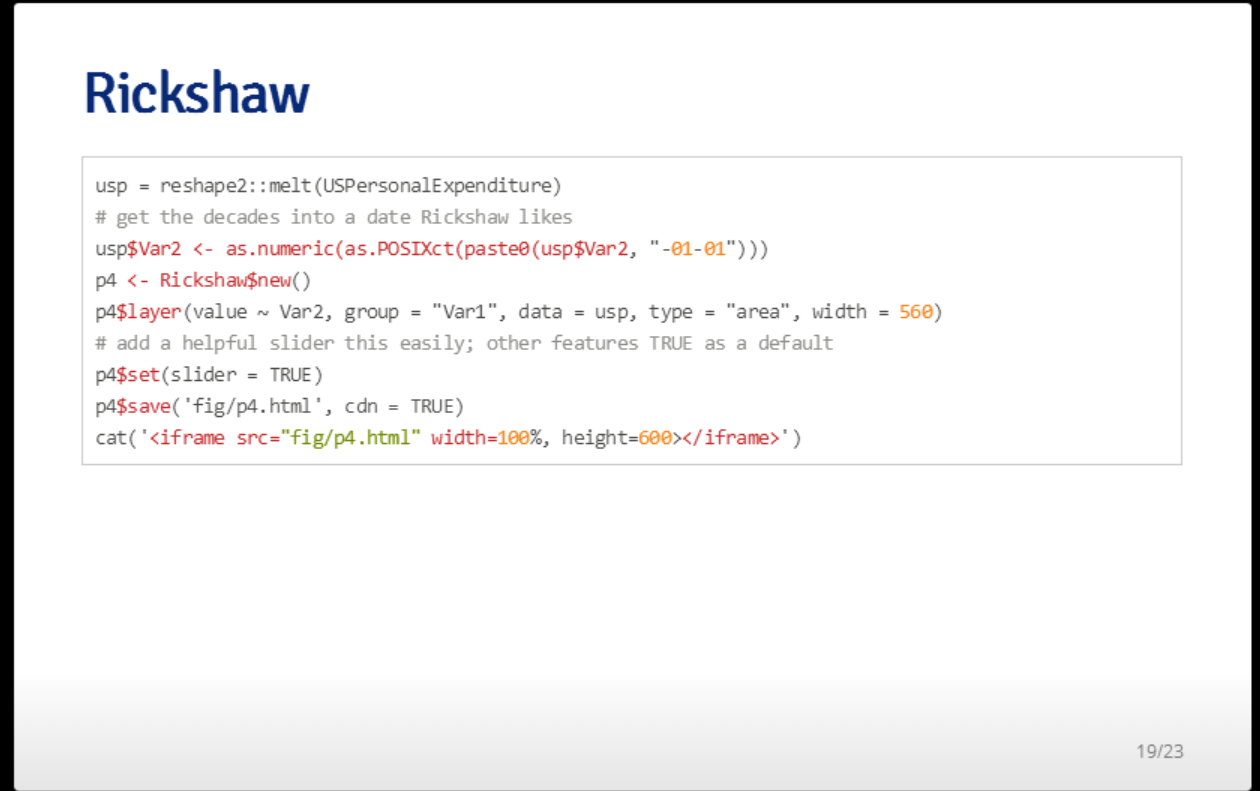 Rickshaw
usp = reshape2::melt(USPersonalExpenditure)
# get the decades into a date Rickshaw likes
usp$Var2 <- as.numeric(as.POSIXct(paste0(usp$Var2, "-01-01")))
p4 <- Rickshaw$new()
p4$layer(value ~ Var2, group = "Var1", data = usp, type = "area", width = 560)
# add a helpful slider this easily; other features TRUE as a default
p4$set(slider = TRUE)
p4$save('fig/p4.html', cdn = TRUE)
cat('<iframe src="fig/p4.html" width=100%, height=600></iframe>')
19/23